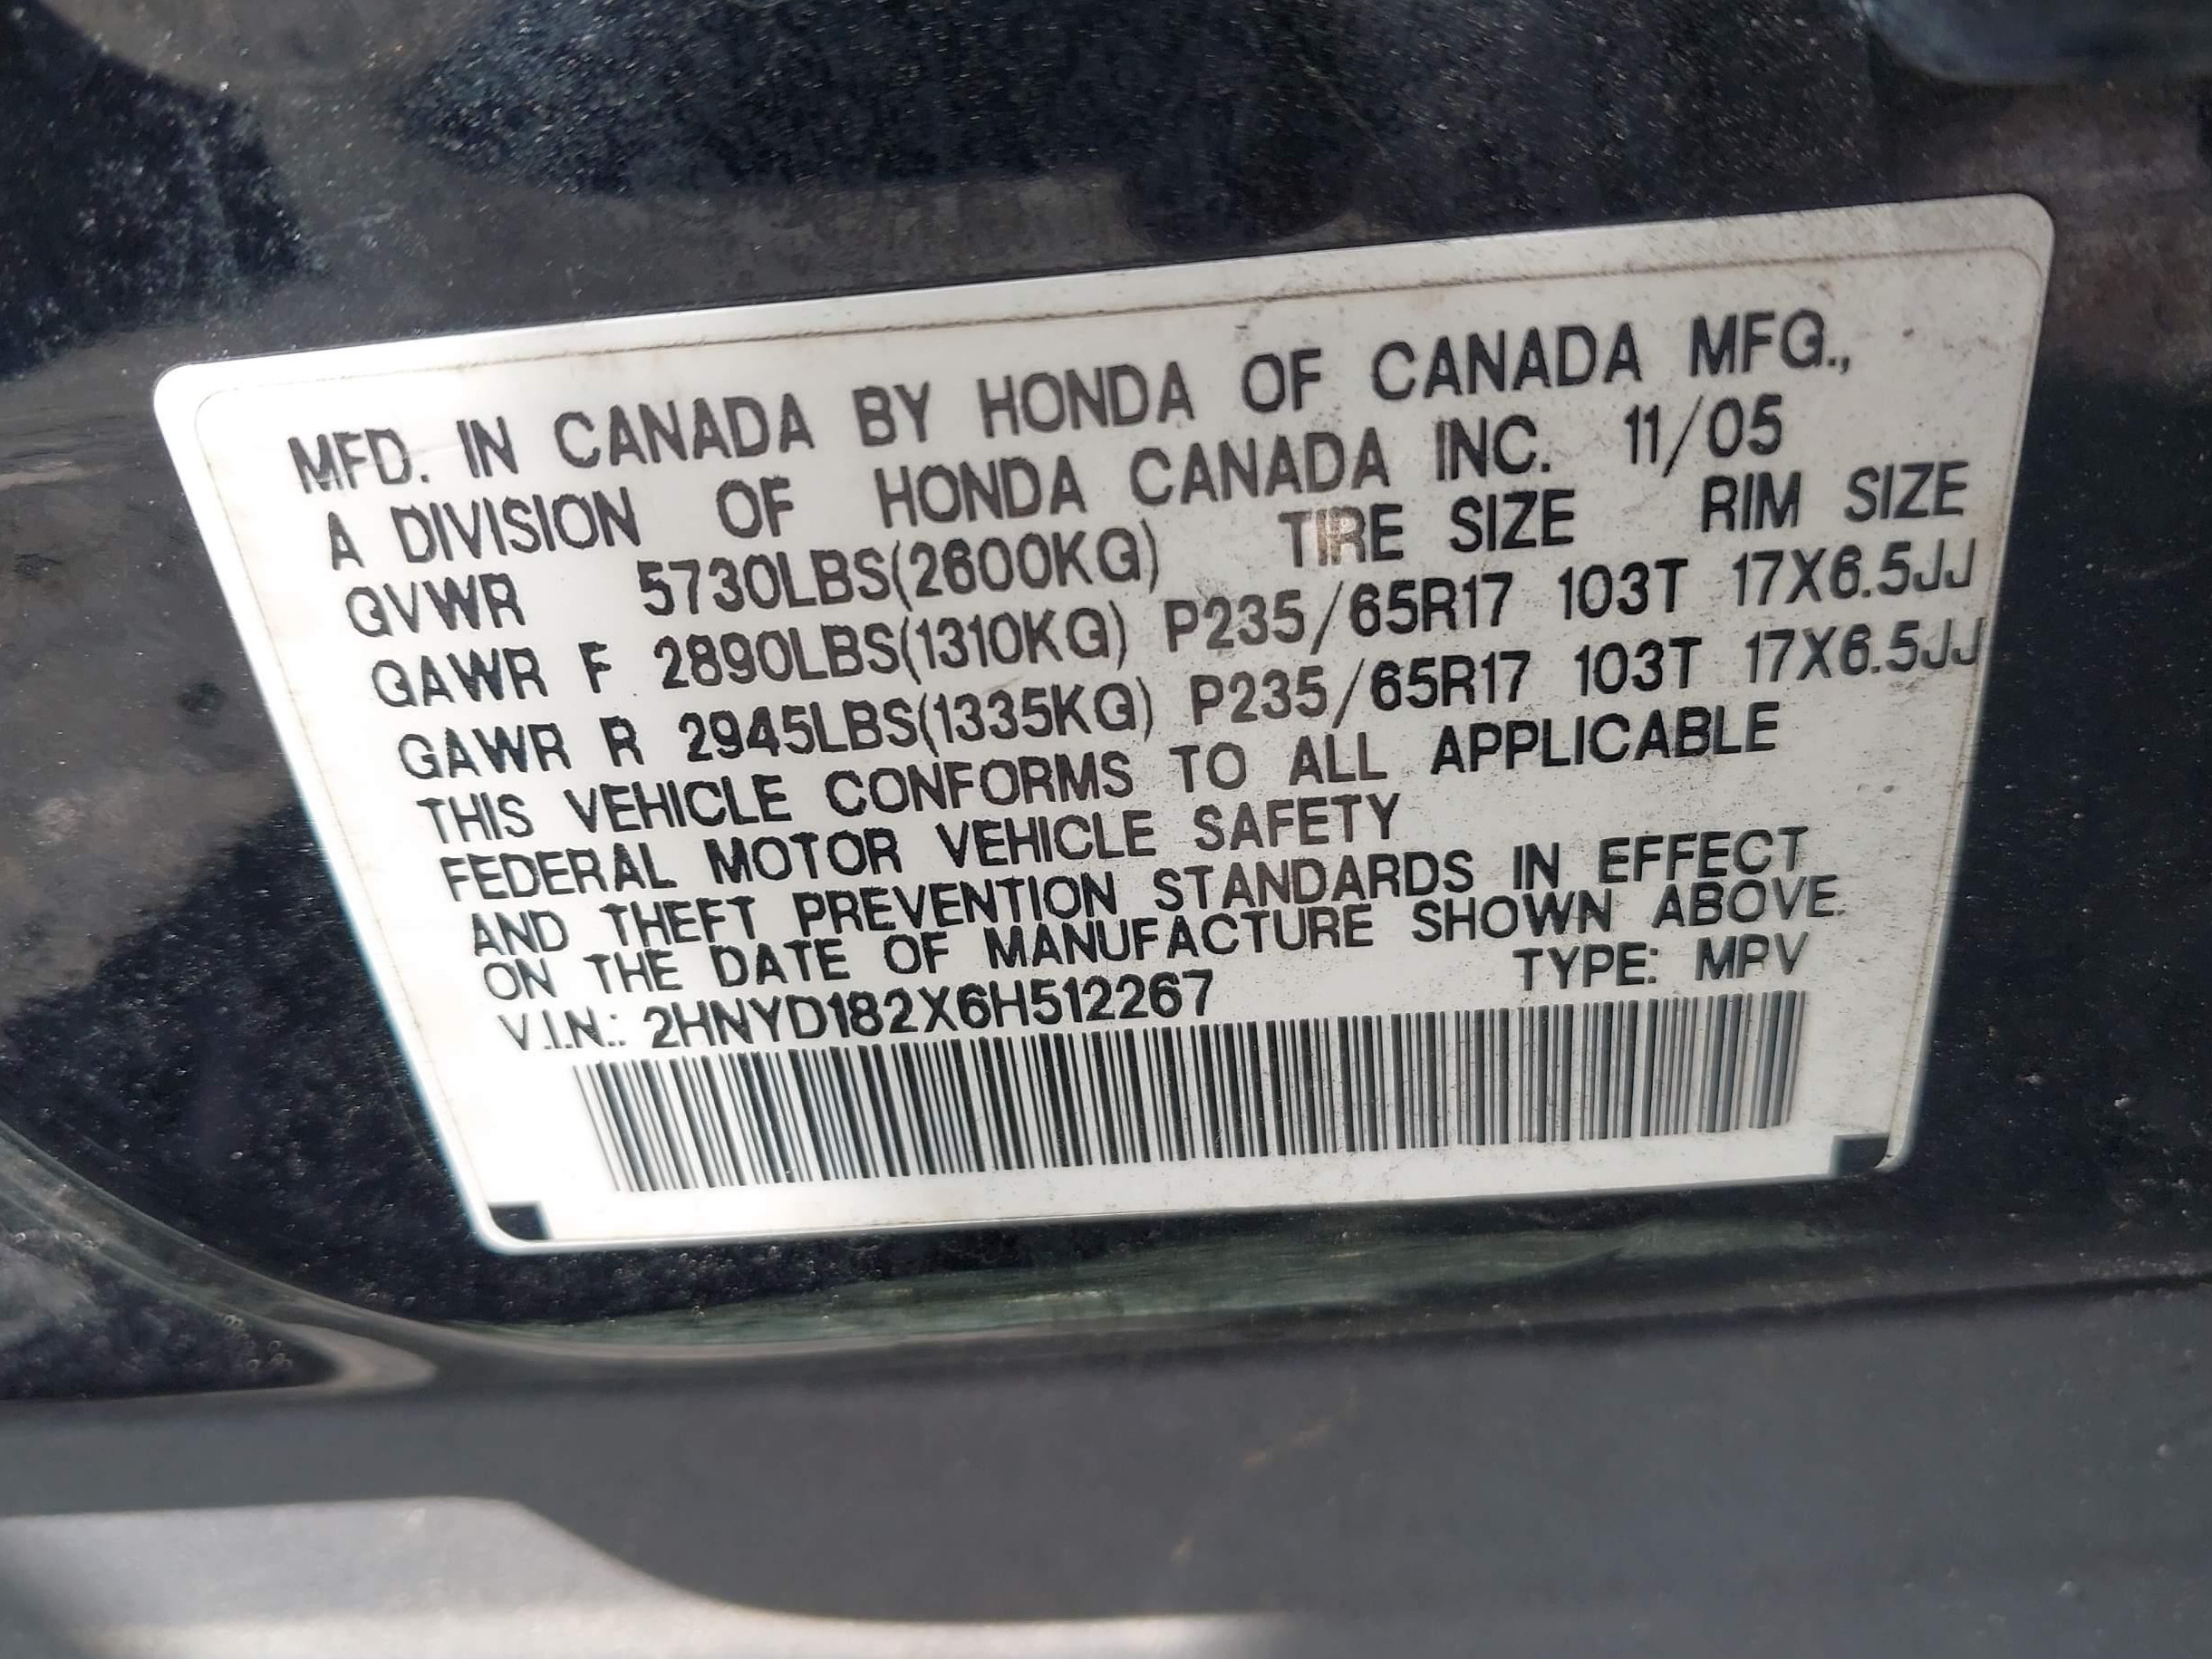 MFD. IN CANADA BY HONDA OF CANADA MFG.,
A DIVISION OF HONDA CANADA INC. 11/05
GVWR 5730LBS(2600KG) TIRE SIZE RIM SIZE
GAWR F 2890LBS(1310KG) P235/65R17 103T 17X6.5JJ
GAWR R 2945LBS(1335KG) P235/65R17 103T 17X6.5JJ
THIS VEHICLE CONFORMS TO ALL APPLICABLE
FEDERAL MOTOR VEHICLE SAFETY
AND THEFT PREVENTION STANDARDS IN EFFECT
ON THE DATE OF MANUFACTURE SHOWN ABOVE.
V.I.N.: 2HNYD182X6H512267 TYPE: MPV